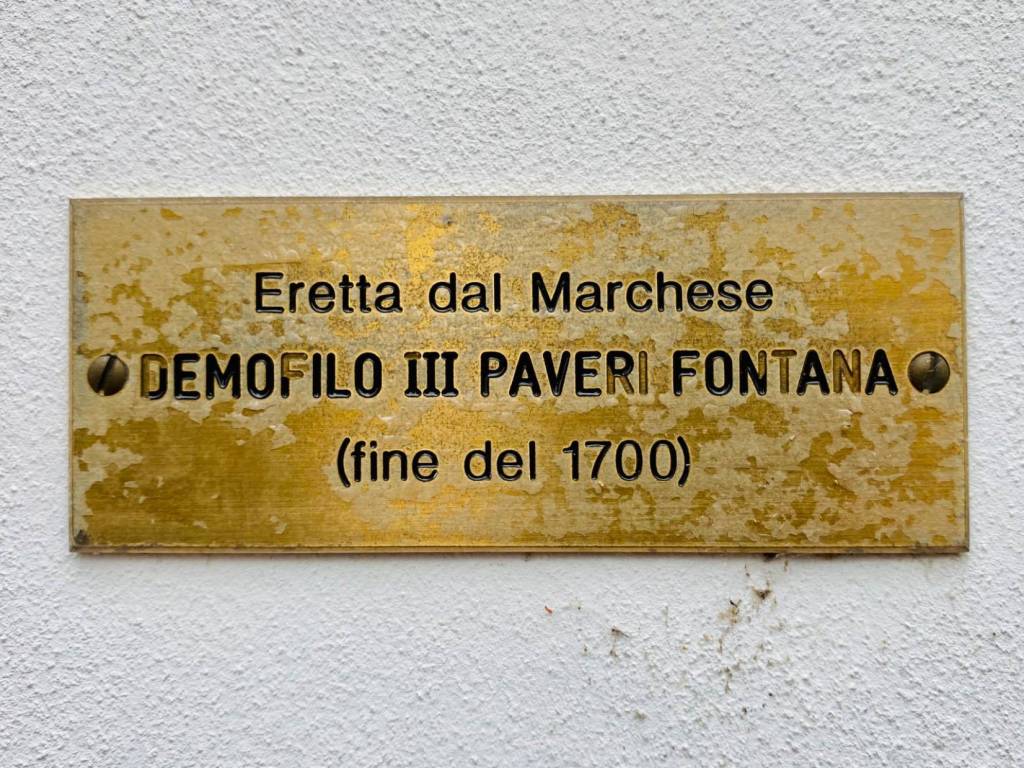 Eretta dal Marchese
DEMOFILO III PAVERI FONTANA
(fine del 1700)